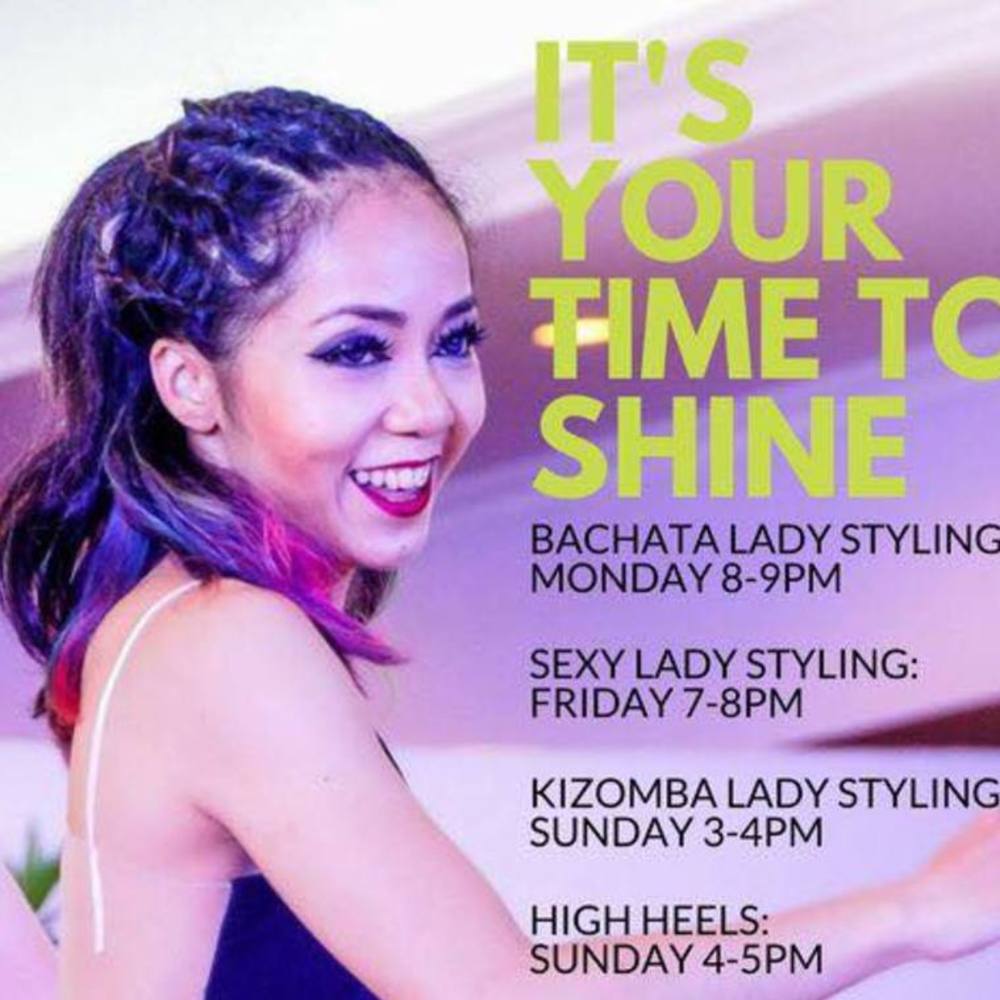 IT'S
YOUR
TIME TO
SHINE
BACHATA LADY STYLING
MONDAY 8-9PM
SEXY LADY STYLING:
FRIDAY 7-8PM
KIZOMBA LADY STYLING
SUNDAY 3-4PM
HIGH HEELS:
SUNDAY 4-5PM